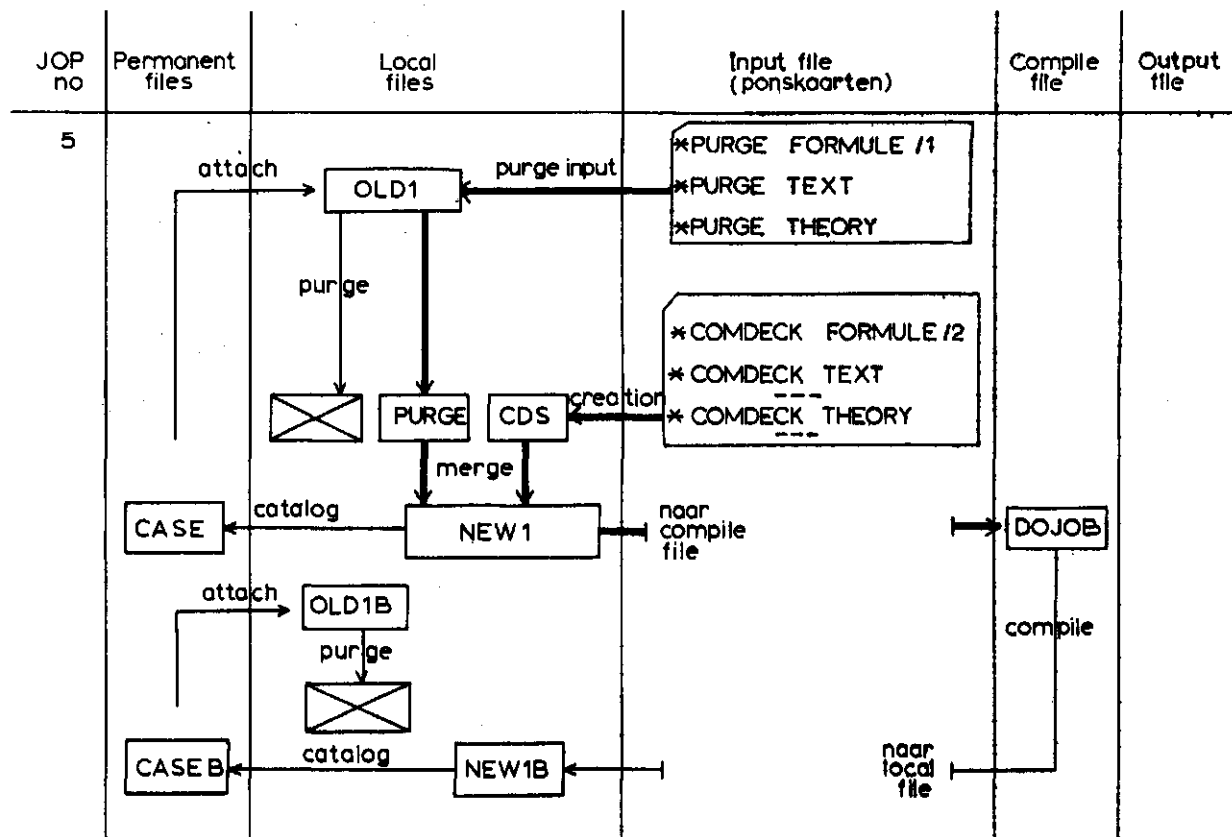 JOP no
Permanent files
Local files
Input file (ponskaarten)
Compile file
Output file
5
attach
OLD1
purge input
*PURGE FORMULE /1
*PURGE TEXT
*PURGE THEORY
purge
*COMDECK FORMULE /2
*COMDECK TEXT
---
*COMDECK THEORY
---
creation
PURGE
CDS
merge
CASE
catalog
NEW1
naar
compile
file
DOJOB
attach
OLD1B
compile
purge
CASEB
catalog
NEW1B
naar
local
file